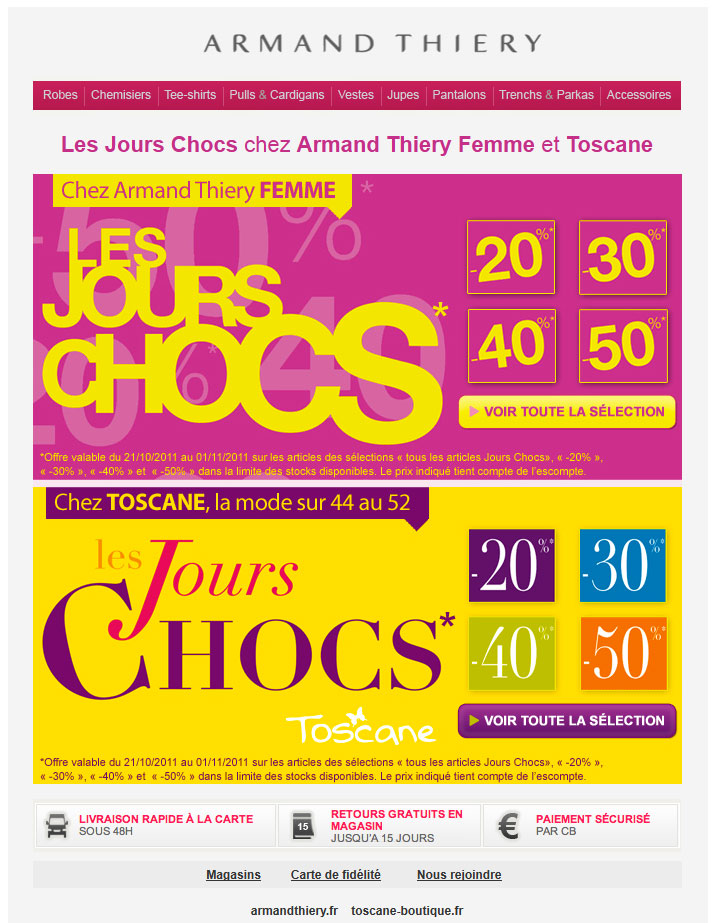 ARMAND THIERY
Robes Chemisiers Tee-shirts Pulls & Cardigans Vestes Jupes Pantalons Trenchs & Parkas Accessoires
Les Jours Chocs chez Armand Thiery Femme et Toscane
Chez Armand Thiery FEMME
LES
JOURS
CHOCS*
-20%*
-30%*
-40%*
-50%*
VOIR TOUTE LA SÉLECTION
*Offre valable du 21/10/2011 au 01/11/2011 sur les articles des sélections « tous les articles Jours Chocs», « -20% »,
« -30% », « -40% » et « -50% » dans la limite des stocks disponibles. Le prix indiqué tient compte de l'escompte.
Chez TOSCANE, la mode sur 44 au 52
les Jours
CHOCS*
-20%*
-30%*
-40%*
-50%*
Toscane
VOIR TOUTE LA SÉLECTION
*Offre valable du 21/10/2011 au 01/11/2011 sur les articles des sélections « tous les articles Jours Chocs», « -20% »,
« -30% », « -40% » et « -50% » dans la limite des stocks disponibles. Le prix indiqué tient compte de l'escompte.
LIVRAISON RAPIDE À LA CARTE
SOUS 48H
15
RETOURS GRATUITS EN
MAGASIN
JUSQU'A 15 JOURS
€
PAIEMENT SÉCURISÉ
PAR CB
Magasins Carte de fidélité Nous rejoindre
armandthiery.fr toscane-boutique.fr